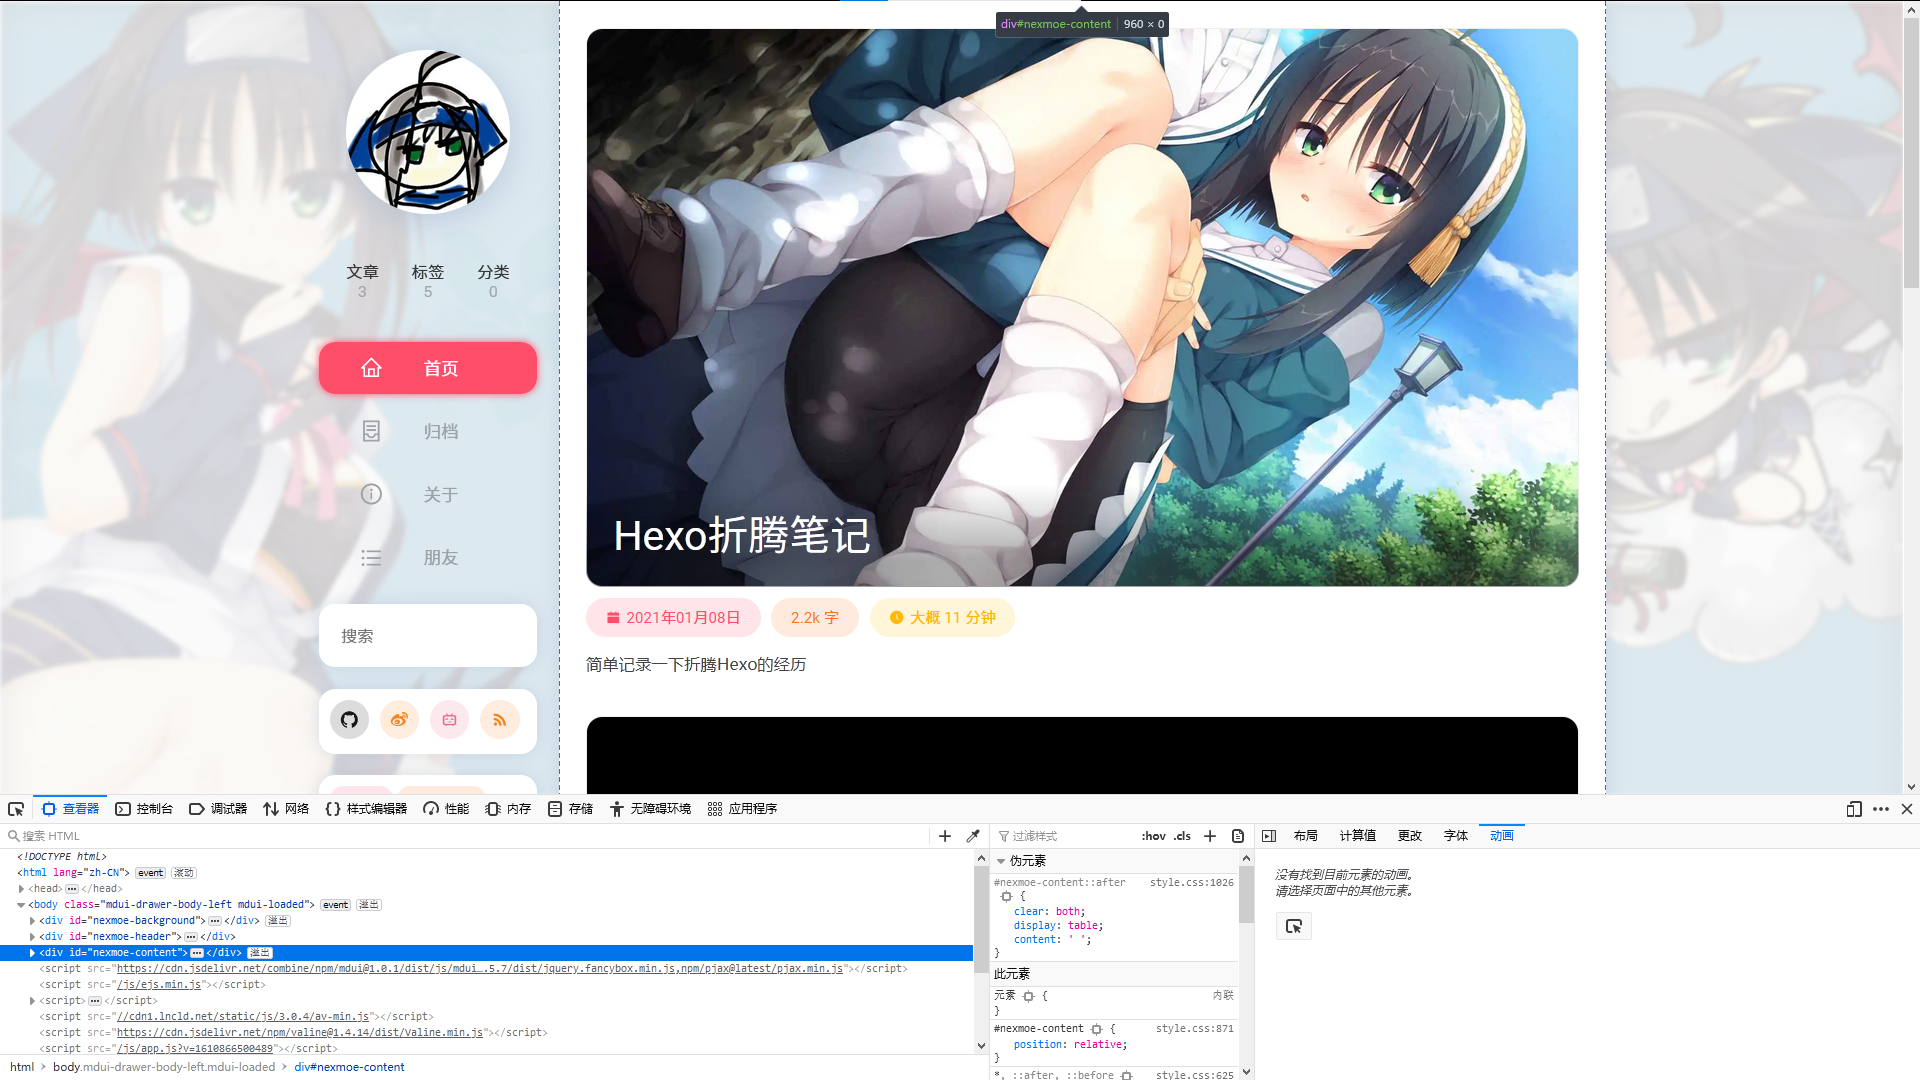 div#nexmoe-content 960 × 0
文章 标签 分类
3 5 0
首页
归档
关于
朋友
搜索
Hexo折腾笔记
2021年01月08日 2.2k 字 大概 11 分钟
简单记录一下折腾Hexo的经历
查看器 控制台 调试器 网络 样式编辑器 性能 内存 存储 无障碍环境 应用程序
搜索 HTML
<!DOCTYPE html>
<html lang="zh-CN"> event 滚动
<head>⋯</head>
<body class="mdui-drawer-body-left mdui-loaded"> event 溢出
<div id="nexmoe-background">⋯</div> 溢出
<div id="nexmoe-header">⋯</div>
<div id="nexmoe-content">⋯</div> 溢出
<script src="https://cdn.jsdelivr.net/combine/npm/mdui@1.0.1/dist/js/mdui….5.7/dist/jquery.fancybox.min.js,npm/pjax@latest/pjax.min.js"></script>
<script src="/js/ejs.min.js"></script>
<script>⋯</script>
<script src="//cdn1.lncld.net/static/js/3.0.4/av-min.js"></script>
<script src="https://cdn.jsdelivr.net/npm/valine@1.4.14/dist/Valine.min.js"></script>
<script src="/js/app.js?v=1610866500489"></script>
html body.mdui-drawer-body-left.mdui-loaded div#nexmoe-content
过滤样式 :hov .cls
伪元素
#nexmoe-content::after style.css:1026
{
clear: both;
display: table;
content: ' ';
}
此元素
元素 { 内联
}
#nexmoe-content { style.css:871
position: relative;
}
*, ::after, ::before style.css:625
布局 计算值 更改 字体 动画
没有找到目前元素的动画。
请选择页面中的其他元素。